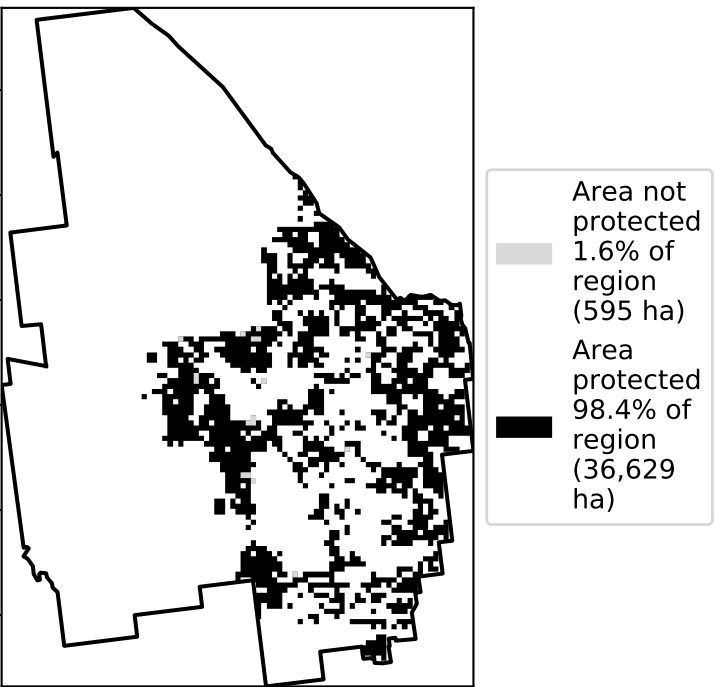 Area not
protected
1.6% of
region
(595 ha)
Area
protected
98.4% of
region
(36,629
ha)